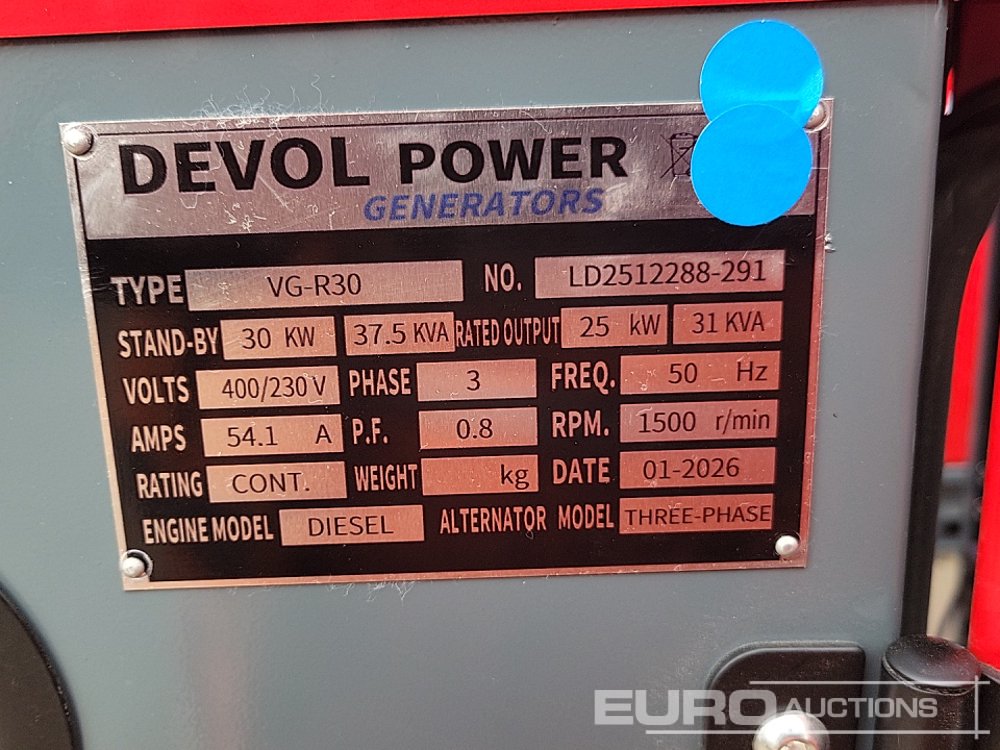 DEVOL POWER
GENERATORS
TYPE VG-R30 NO. LD2512288-291
STAND-BY 30 KW 37.5 KVA RATED OUTPUT 25 kW 31 KVA
VOLTS 400/230 V PHASE 3 FREQ. 50 Hz
AMPS 54.1 A P.F. 0.8 RPM. 1500 r/min
RATING CONT. WEIGHT kg DATE 01-2026
ENGINE MODEL DIESEL ALTERNATOR MODEL THREE-PHASE
EURO AUCTIONS